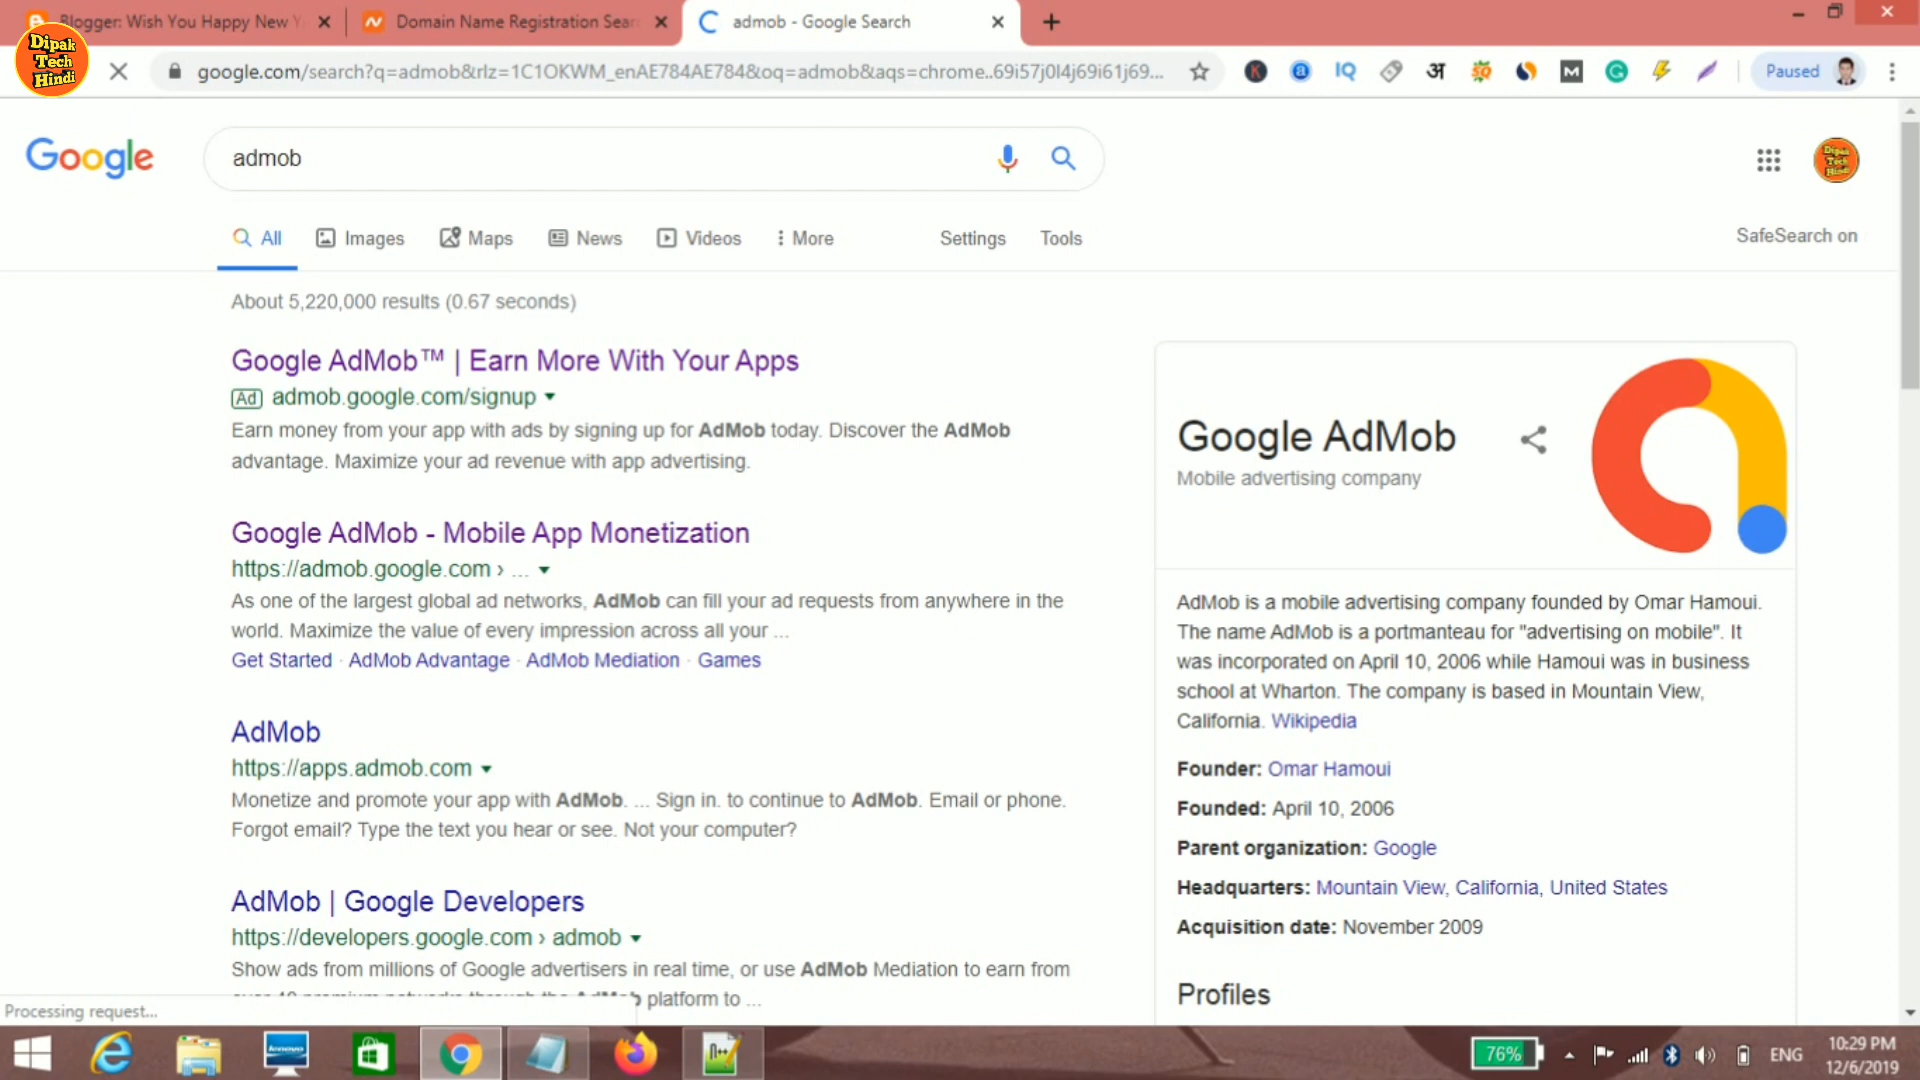 Blogger: Wish You Happy New Y
Domain Name Registration Sear
admob - Google Search
Dipak
Tech
Hindi
google.com/search?q=admob&rlz=1C1OKWM_enAE784AE784&oq=admob&aqs=chrome..69i57j0l4j69i61j69...
Paused
Google
admob
All
Images
Maps
News
Videos
More
Settings
Tools
SafeSearch on
About 5,220,000 results (0.67 seconds)
Google AdMob™ | Earn More With Your Apps
Ad admob.google.com/signup
Earn money from your app with ads by signing up for AdMob today. Discover the AdMob
advantage. Maximize your ad revenue with app advertising.
Google AdMob - Mobile App Monetization
https://admob.google.com › ...
As one of the largest global ad networks, AdMob can fill your ad requests from anywhere in the
world. Maximize the value of every impression across all your ...
Get Started · AdMob Advantage · AdMob Mediation · Games
AdMob
https://apps.admob.com
Monetize and promote your app with AdMob. ... Sign in. to continue to AdMob. Email or phone.
Forgot email? Type the text you hear or see. Not your computer?
AdMob | Google Developers
https://developers.google.com › admob
Show ads from millions of Google advertisers in real time, or use AdMob Mediation to earn from
platform to ...
Google AdMob
Mobile advertising company
AdMob is a mobile advertising company founded by Omar Hamoui.
The name AdMob is a portmanteau for "advertising on mobile". It
was incorporated on April 10, 2006 while Hamoui was in business
school at Wharton. The company is based in Mountain View,
California. Wikipedia
Founder: Omar Hamoui
Founded: April 10, 2006
Parent organization: Google
Headquarters: Mountain View, California, United States
Acquisition date: November 2009
Profiles
Processing request...
76%
ENG
10:29 PM
12/6/2019